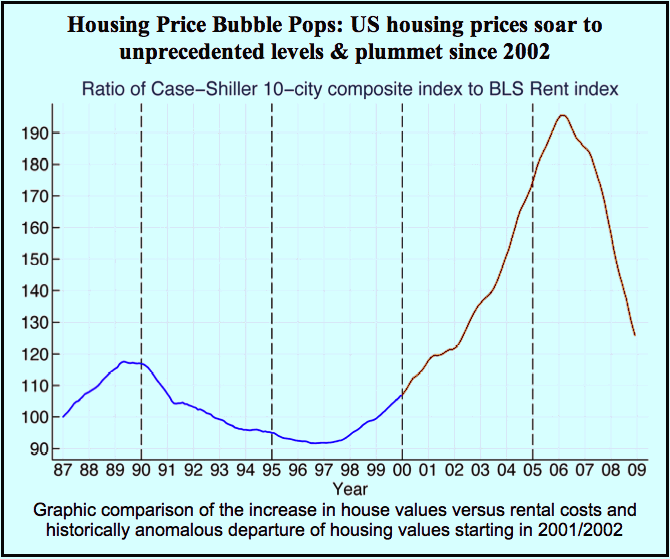 Housing Price Bubble Pops: US housing prices soar to
unprecedented levels & plummet since 2002
Ratio of Case-Shiller 10-city composite index to BLS Rent index
190
180
170
160
150
140
130
120
110
100
90
87 88 89 90 91 92 93 94 95 96 97 98 99 00 01 02 03 04 05 06 07 08 09
Year
Graphic comparison of the increase in house values versus rental costs and
historically anomalous departure of housing values starting in 2001/2002